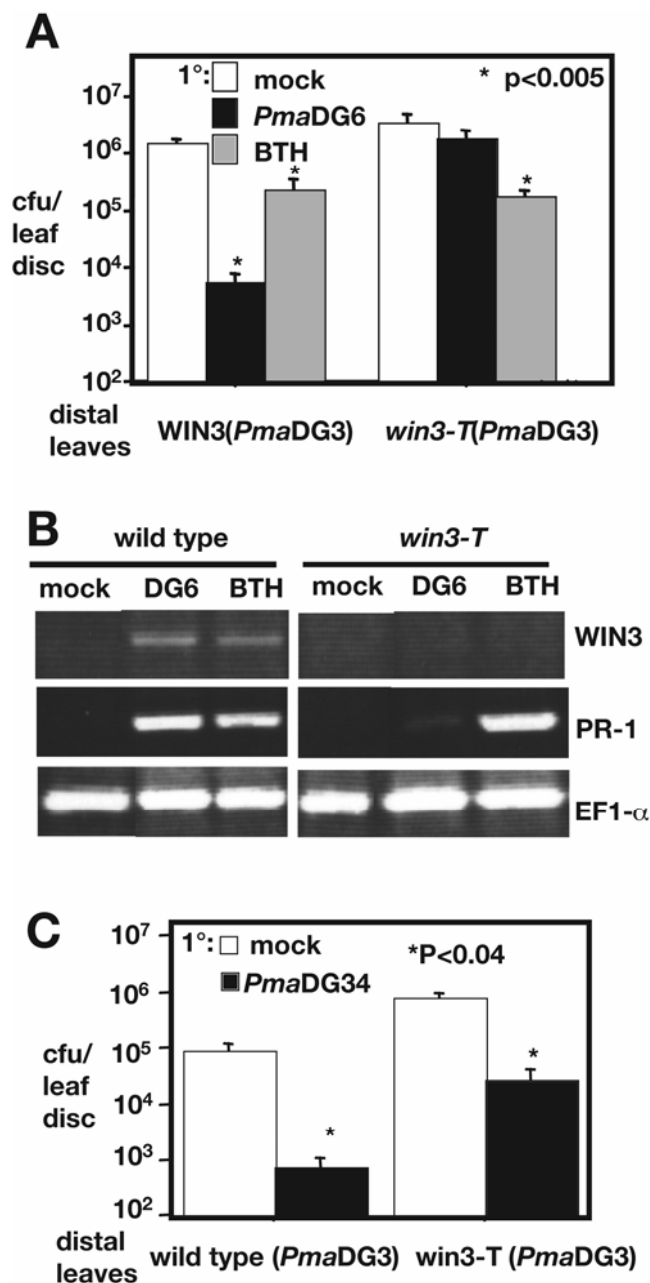 A
1°: mock
* p<0.005
PmaDG6
BTH
10⁷
10⁶
10⁵
10⁴
10³
10²
cfu/
leaf
disc
* * *
distal
leaves
WIN3(PmaDG3) win3-T(PmaDG3)
B
wild type win3-T
mock DG6 BTH mock DG6 BTH
WIN3
PR-1
EF1-α
C
1°: mock
*P<0.04
PmaDG34
10⁷
10⁶
10⁵
10⁴
10³
10²
cfu/
leaf
disc
* *
distal
leaves
wild type (PmaDG3) win3-T (PmaDG3)